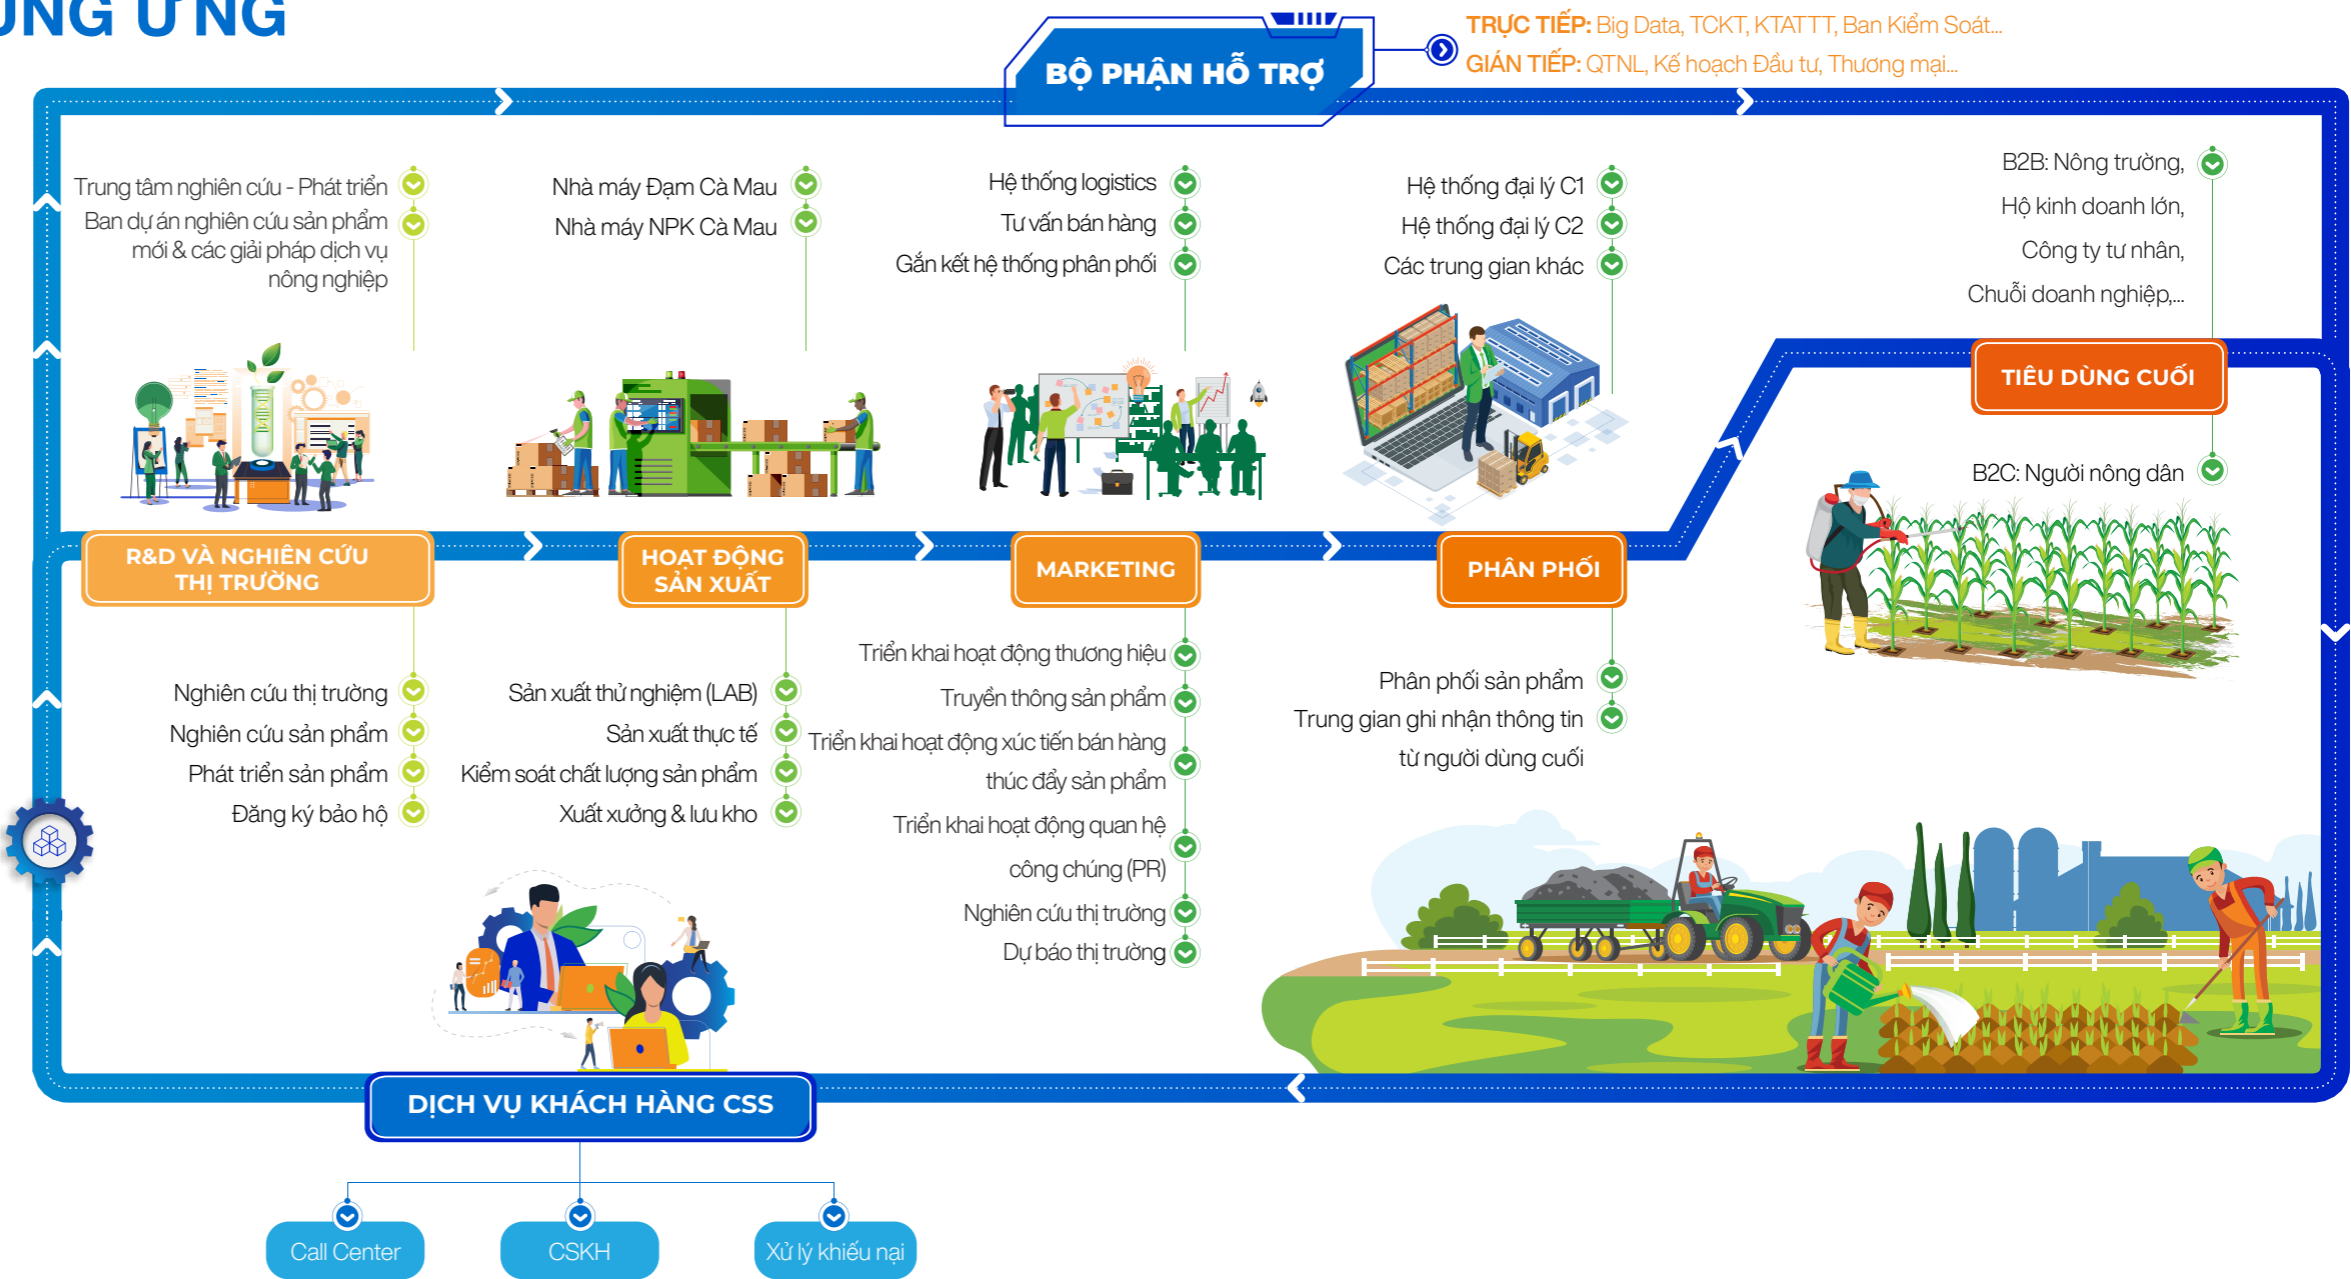 BỘ PHẬN HỖ TRỢ
TRỰC TIẾP: Big Data, TCKT, KTATTT, Ban Kiểm Soát...
GIÁN TIẾP: QTNL, Kế hoạch Đầu tư, Thương mại...
Trung tâm nghiên cứu - Phát triển
Ban dự án nghiên cứu sản phẩm
mới & các giải pháp dịch vụ
nông nghiệp
Nhà máy Đạm Cà Mau
Nhà máy NPK Cà Mau
Hệ thống logistics
Tư vấn bán hàng
Gắn kết hệ thống phân phối
Hệ thống đại lý C1
Hệ thống đại lý C2
Các trung gian khác
B2B: Nông trường,
Hộ kinh doanh lớn,
Công ty tư nhân,
Chuỗi doanh nghiệp,...
TIÊU DÙNG CUỐI
B2C: Người nông dân
R&D VÀ NGHIÊN CỨU
THỊ TRƯỜNG
HOẠT ĐỘNG
SẢN XUẤT
MARKETING
PHÂN PHỐI
Nghiên cứu thị trường
Nghiên cứu sản phẩm
Phát triển sản phẩm
Đăng ký bảo hộ
Sản xuất thử nghiệm (LAB)
Sản xuất thực tế
Kiểm soát chất lượng sản phẩm
Xuất xưởng & lưu kho
Triển khai hoạt động thương hiệu
Truyền thông sản phẩm
Triển khai hoạt động xúc tiến bán hàng
thúc đẩy sản phẩm
Triển khai hoạt động quan hệ
công chúng (PR)
Nghiên cứu thị trường
Dự báo thị trường
Phân phối sản phẩm
Trung gian ghi nhận thông tin
từ người dùng cuối
DỊCH VỤ KHÁCH HÀNG CSS
Call Center
CSKH
Xử lý khiếu nại